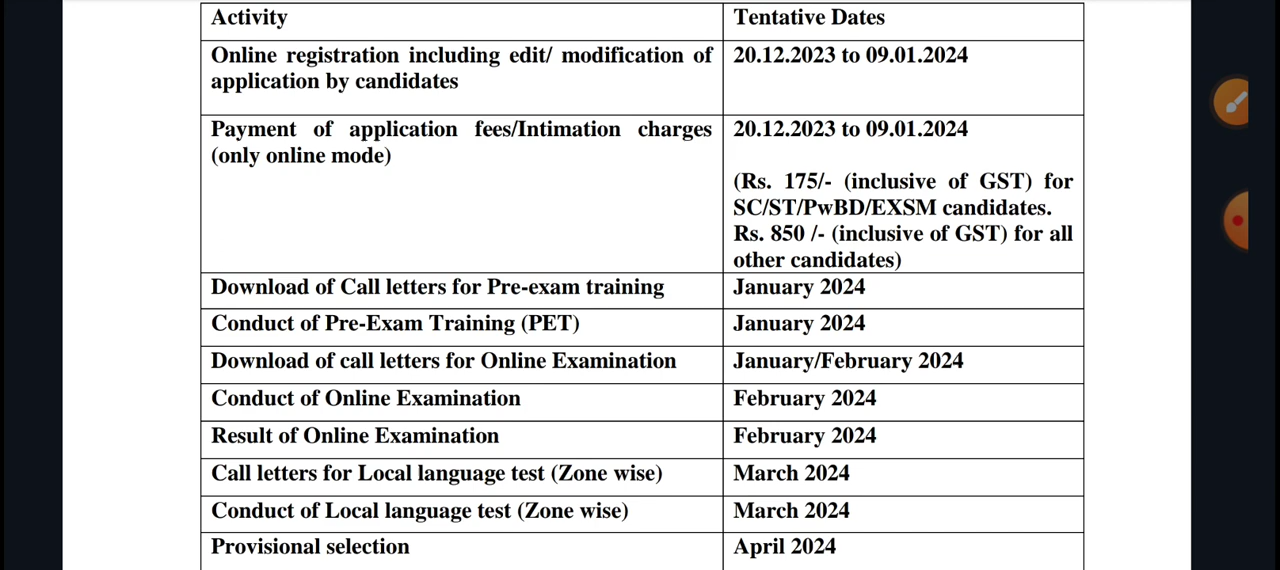 Activity
Tentative Dates
Online registration including edit/ modification of
application by candidates
20.12.2023 to 09.01.2024
Payment of application fees/Intimation charges
(only online mode)
20.12.2023 to 09.01.2024
(Rs. 175/- (inclusive of GST) for
SC/ST/PwBD/EXSM candidates.
Rs. 850 /- (inclusive of GST) for all
other candidates)
Download of Call letters for Pre-exam training
January 2024
Conduct of Pre-Exam Training (PET)
January 2024
Download of call letters for Online Examination
January/February 2024
Conduct of Online Examination
February 2024
Result of Online Examination
February 2024
Call letters for Local language test (Zone wise)
March 2024
Conduct of Local language test (Zone wise)
March 2024
Provisional selection
April 2024